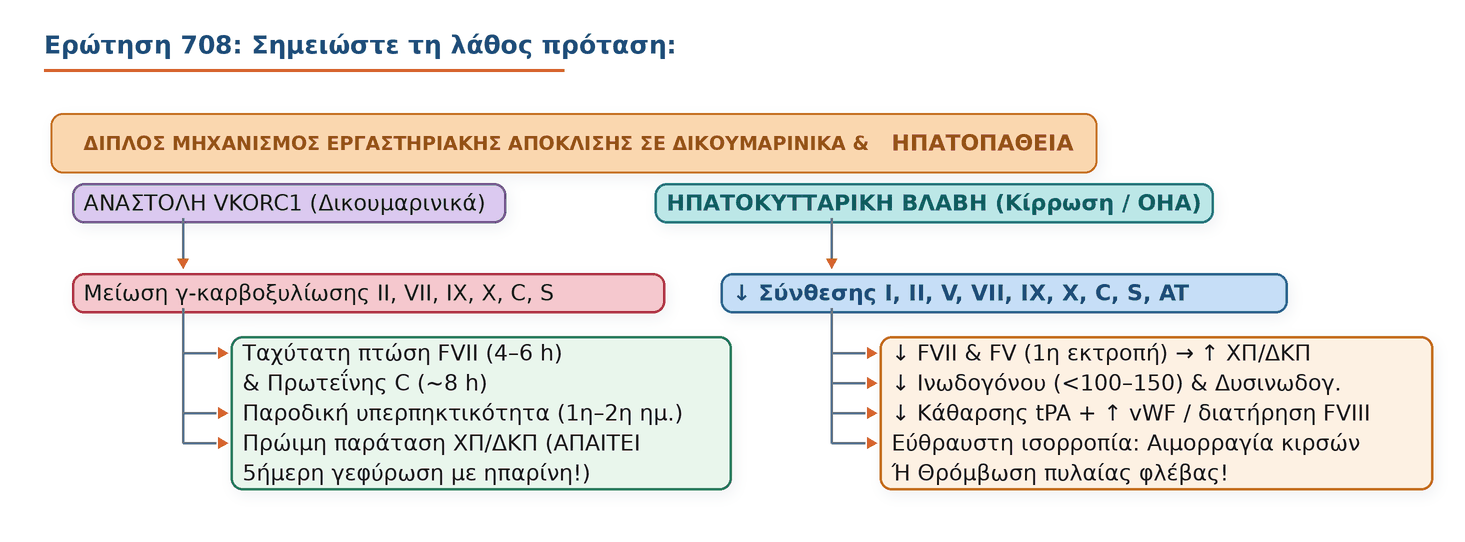 Ερώτηση 708: Σημειώστε τη λάθος πρόταση:
ΔΙΠΛΟΣ ΜΗΧΑΝΙΣΜΟΣ ΕΡΓΑΣΤΗΡΙΑΚΗΣ ΑΠΟΚΛΙΣΗΣ ΣΕ ΔΙΚΟΥΜΑΡΙΝΙΚΑ & ΗΠΑΤΟΠΑΘΕΙΑ
ΑΝΑΣΤΟΛΗ VKORC1 (Δικουμαρινικά)
Μείωση γ-καρβοξυλίωσης II, VII, IX, X, C, S
Ταχύτατη πτώση FVII (4–6 h)
& Πρωτεΐνης C (~8 h)
Παροδική υπερπηκτικότητα (1η–2η ημ.)
Πρώιμη παράταση ΧΠ/ΔΚΠ (ΑΠΑΙΤΕΙ
5ήμερη γεφύρωση με ηπαρίνη!)
ΗΠΑΤΟΚΥΤΤΑΡΙΚΗ ΒΛΑΒΗ (Κίρρωση / ΟΗΑ)
↓ Σύνθεσης I, II, V, VII, IX, X, C, S, AT
↓ FVII & FV (1η εκτροπή) → ↑ ΧΠ/ΔΚΠ
↓ Ινωδογόνου (<100–150) & Δυσινωδογ.
↓ Κάθαρσης tPA + ↑ vWF / διατήρηση FVIII
Εύθραυστη ισορροπία: Αιμορραγία κιρσών
Ή Θρόμβωση πυλαίας φλέβας!